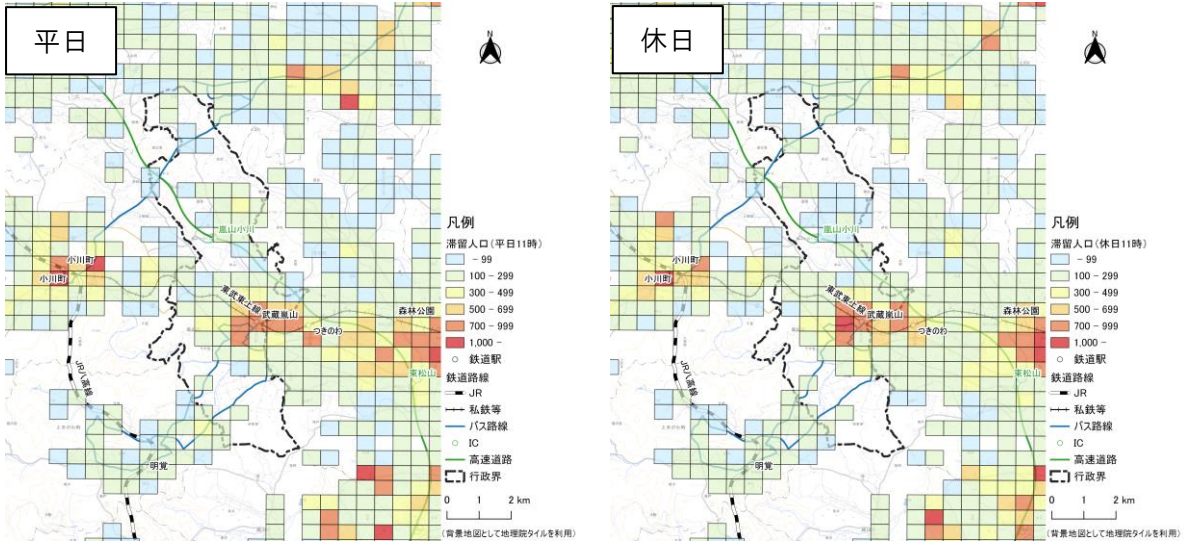 平日
N
小川町
小川町
嵐山小川
東武東上線
武蔵嵐山
つきのわ
森林公園
東松山
JR八高線
明覚
凡例
滞留人口(平日11時)
- 99
100 - 299
300 - 499
500 - 699
700 - 999
1,000 -
鉄道駅
鉄道路線
JR
私鉄等
バス路線
IC
高速道路
行政界
0 1 2 km
(背景地図として地理院タイルを利用)
休日
N
小川町
小川町
嵐山小川
東武東上線
武蔵嵐山
つきのわ
森林公園
東松山
JR八高線
明覚
凡例
滞留人口(休日11時)
- 99
100 - 299
300 - 499
500 - 699
700 - 999
1,000 -
鉄道駅
鉄道路線
JR
私鉄等
バス路線
IC
高速道路
行政界
0 1 2 km
(背景地図として地理院タイルを利用)